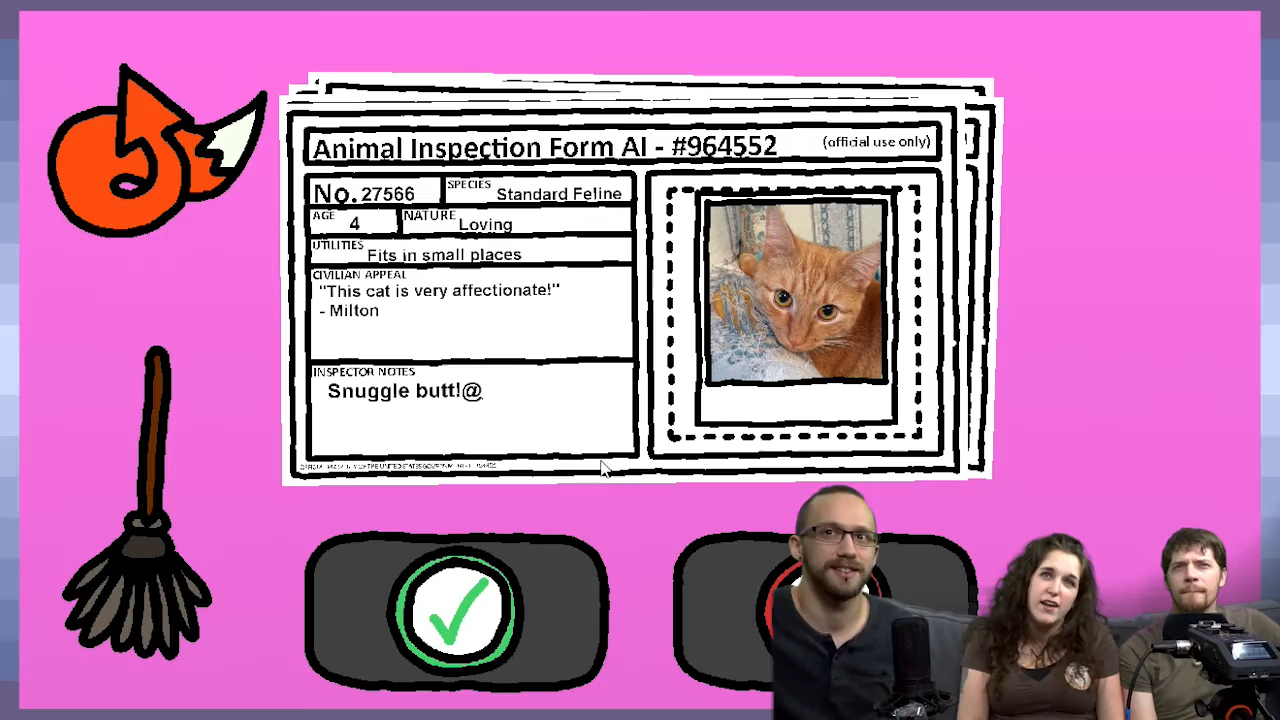 Animal Inspection Form AI - #964552 (official use only)
No. 27566 SPECIES Standard Feline
AGE 4 NATURE Loving
UTILITIES Fits in small places
CIVILIAN APPEAL
"This cat is very affectionate!"
- Milton
INSPECTOR NOTES
Snuggle butt!@